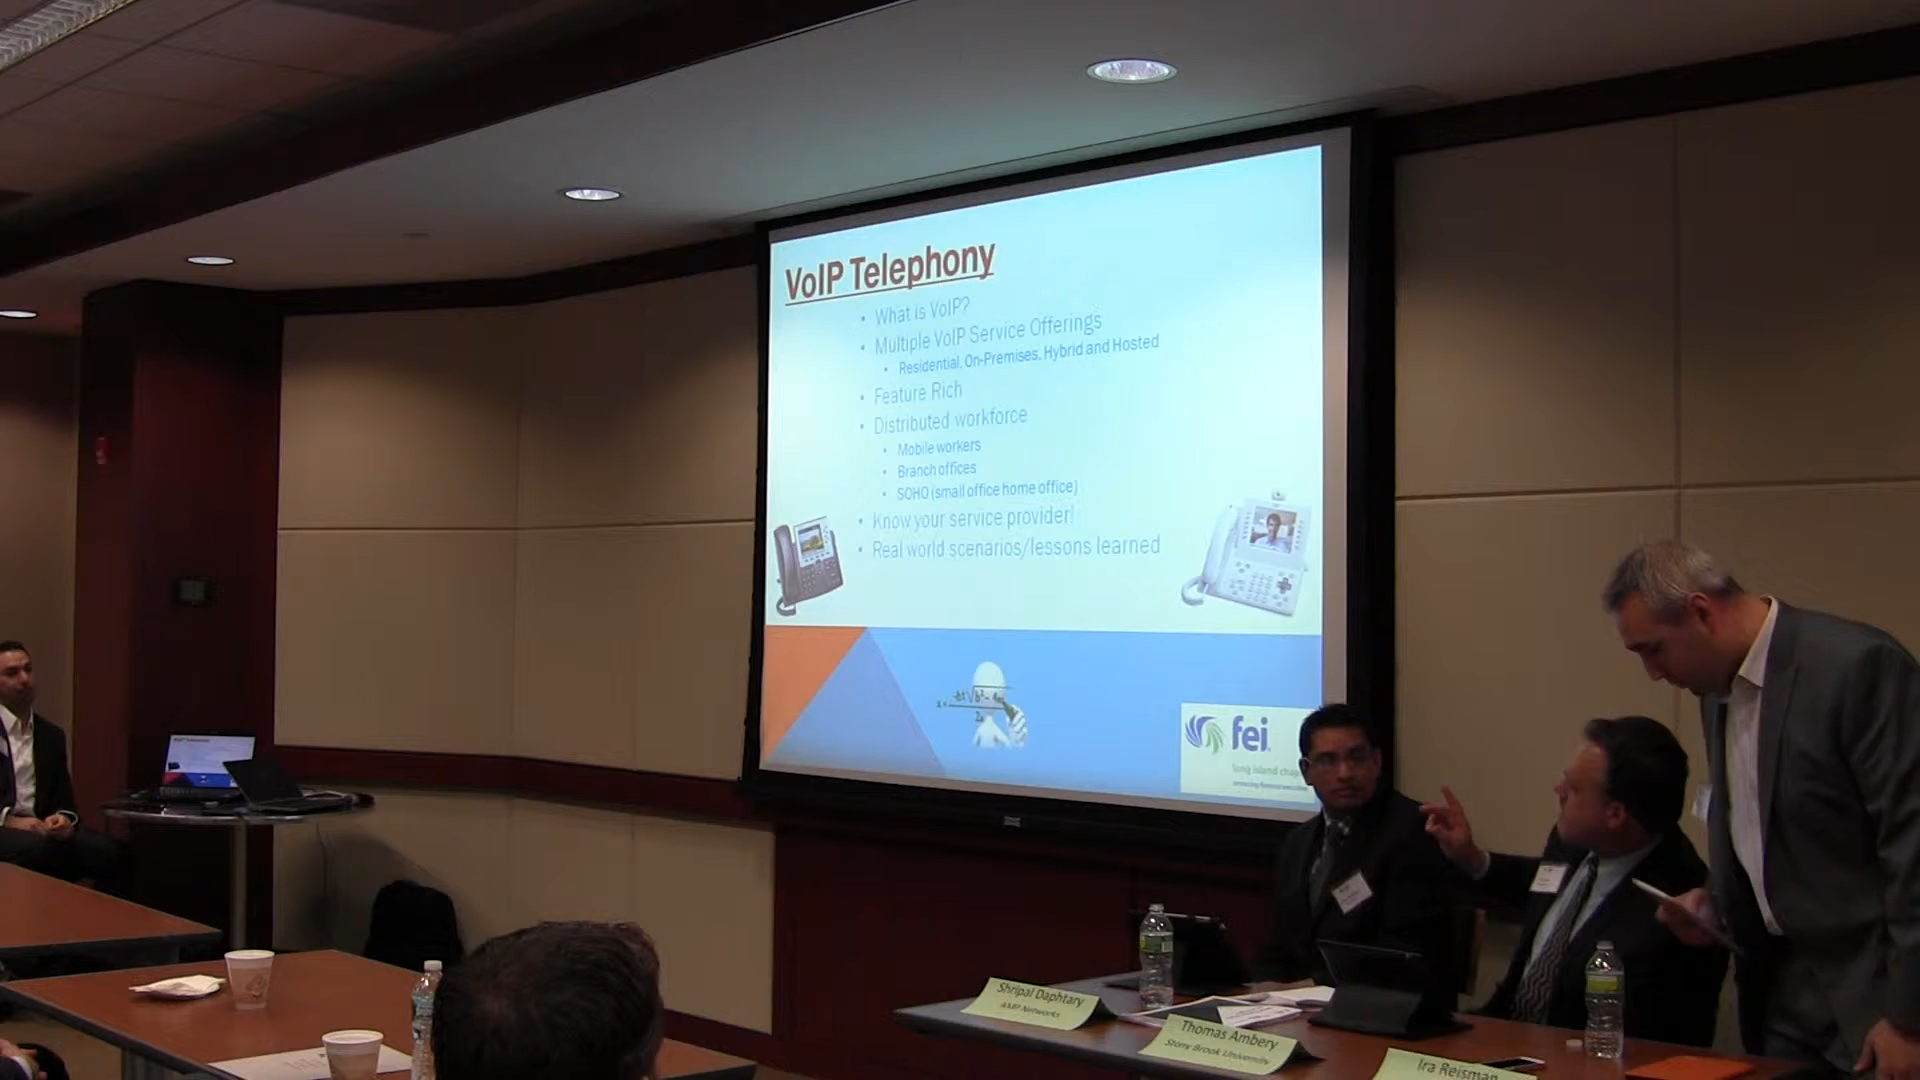 VoIP Telephony
• What is VoIP?
• Multiple VoIP Service Offerings
• Residential, On-Premises, Hybrid and Hosted
• Feature Rich
• Distributed workforce
• Mobile workers
• Branch offices
• SOHO (small office home office)
• Know your service provider!
• Real world scenarios/lessons learned
fei
long island chap
Shripal Daphtary
AMP Networks
Thomas Ambery
Stony Brook University
Ira Reisman